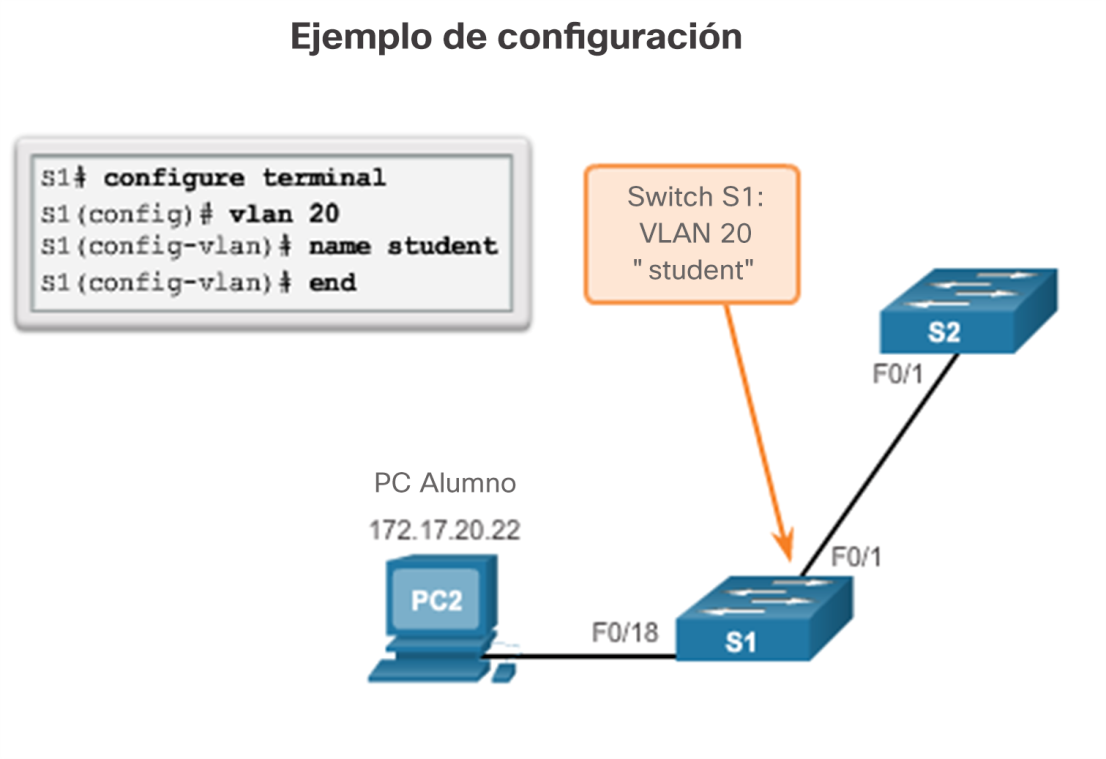 Ejemplo de configuración
S1# configure terminal
S1(config)# vlan 20
S1(config-vlan)# name student
S1(config-vlan)# end
Switch S1:
VLAN 20
" student"
S2
F0/1
PC Alumno
172.17.20.22
F0/1
PC2
F0/18
S1